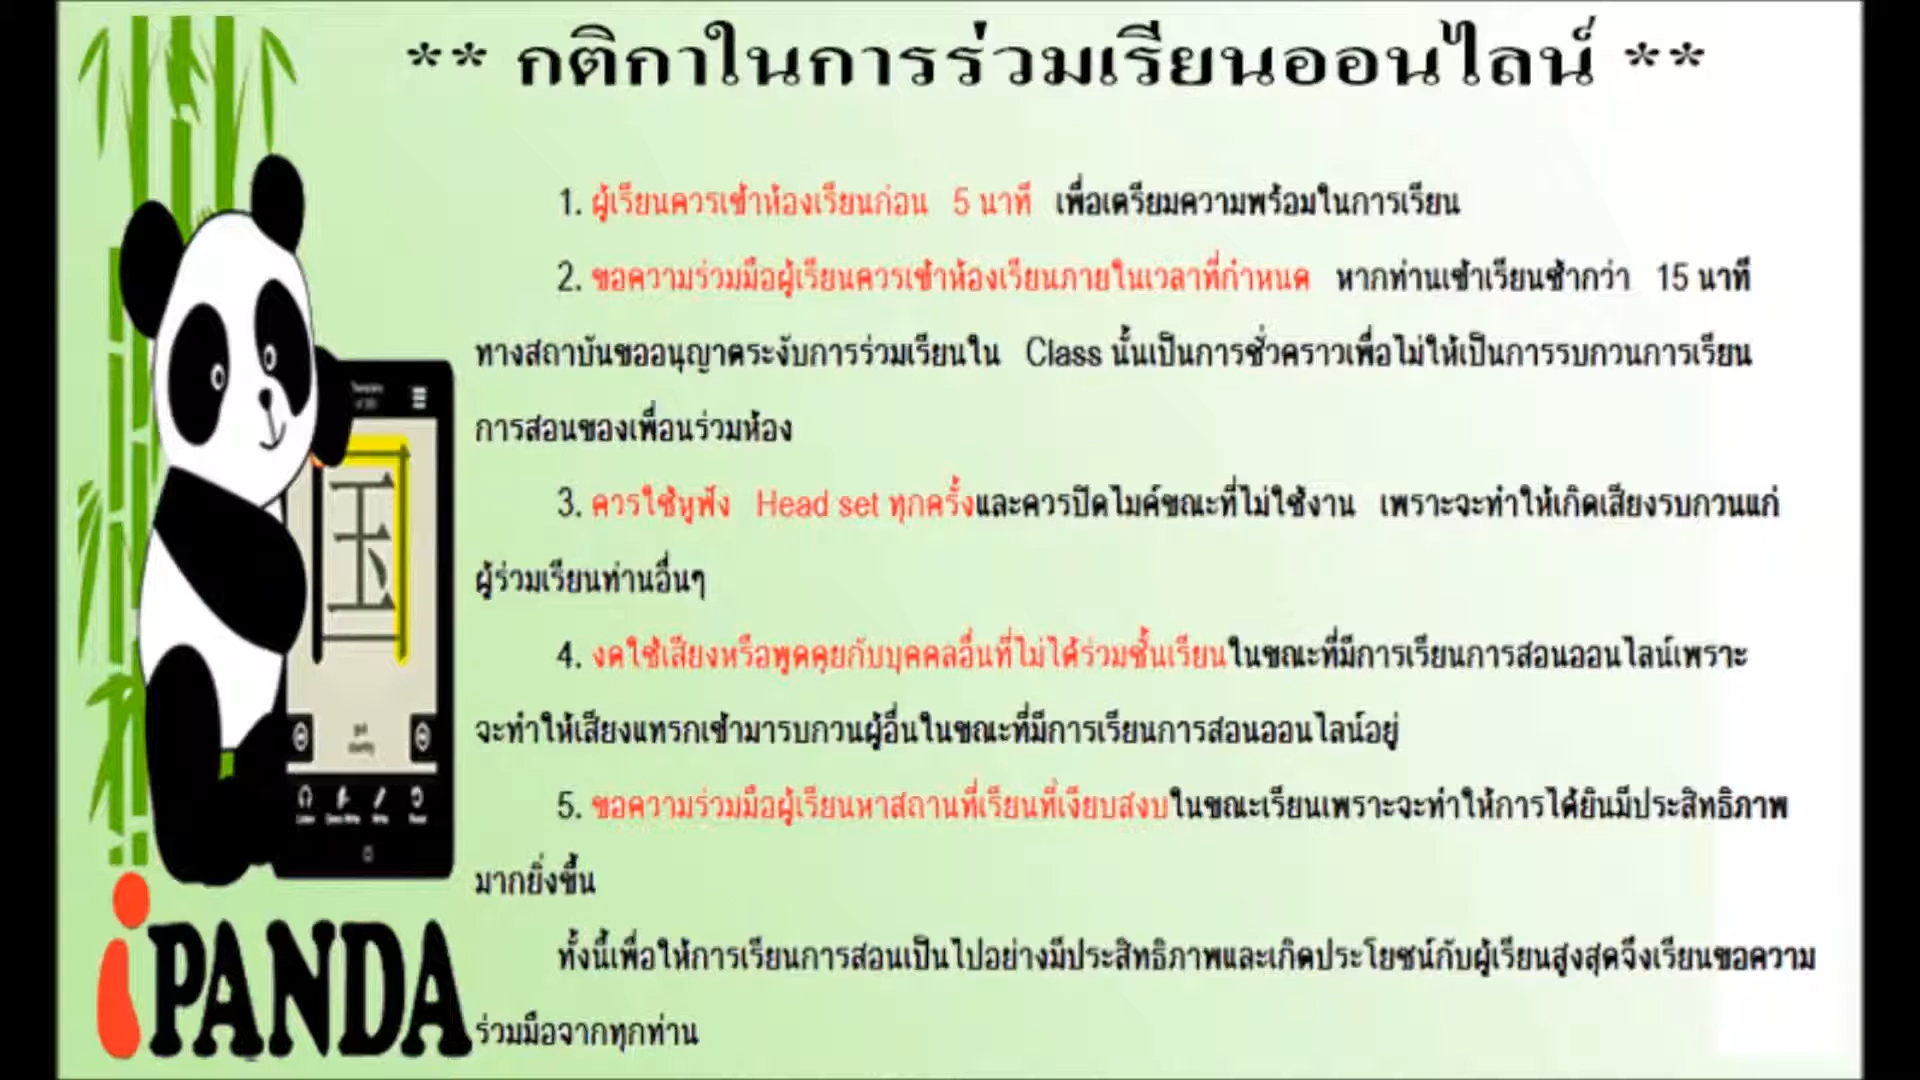 ** กติกาในการร่วมเรียนออนไลน์ **
1. ผู้เรียนควรเข้าห้องเรียนก่อน 5 นาที เพื่อเตรียมความพร้อมในการเรียน
2. ขอความร่วมมือผู้เรียนควรเข้าห้องเรียนภายในเวลาที่กำหนด หากท่านเข้าเรียนช้ากว่า 15 นาที
ทางสถาบันขออนุญาตระงับการร่วมเรียนใน Class นั้นเป็นการชั่วคราวเพื่อไม่ให้เป็นการรบกวนการเรียน
การสอนของเพื่อนร่วมห้อง
3. ควรใช้หูฟัง Head set ทุกครั้งและควรปิดไมค์ขณะที่ไม่ใช้งาน เพราะจะทำให้เกิดเสียงรบกวนแก่
ผู้ร่วมเรียนท่านอื่นๆ
4. งดใช้เสียงหรือพูดคุยกับบุคคลอื่นที่ไม่ได้ร่วมชั้นเรียนในขณะที่มีการเรียนการสอนออนไลน์เพราะ
จะทำให้เสียงแทรกเข้ามารบกวนผู้อื่นในขณะที่มีการเรียนการสอนออนไลน์อยู่
5. ขอความร่วมมือผู้เรียนหาสถานที่เรียนที่เงียบสงบในขณะเรียนเพราะจะทำให้การได้ยินมีประสิทธิภาพ
มากยิ่งขึ้น
ทั้งนี้เพื่อให้การเรียนการสอนเป็นไปอย่างมีประสิทธิภาพและเกิดประโยชน์กับผู้เรียนสูงสุดจึงเรียนขอความ
ร่วมมือจากทุกท่าน
国
iPANDA